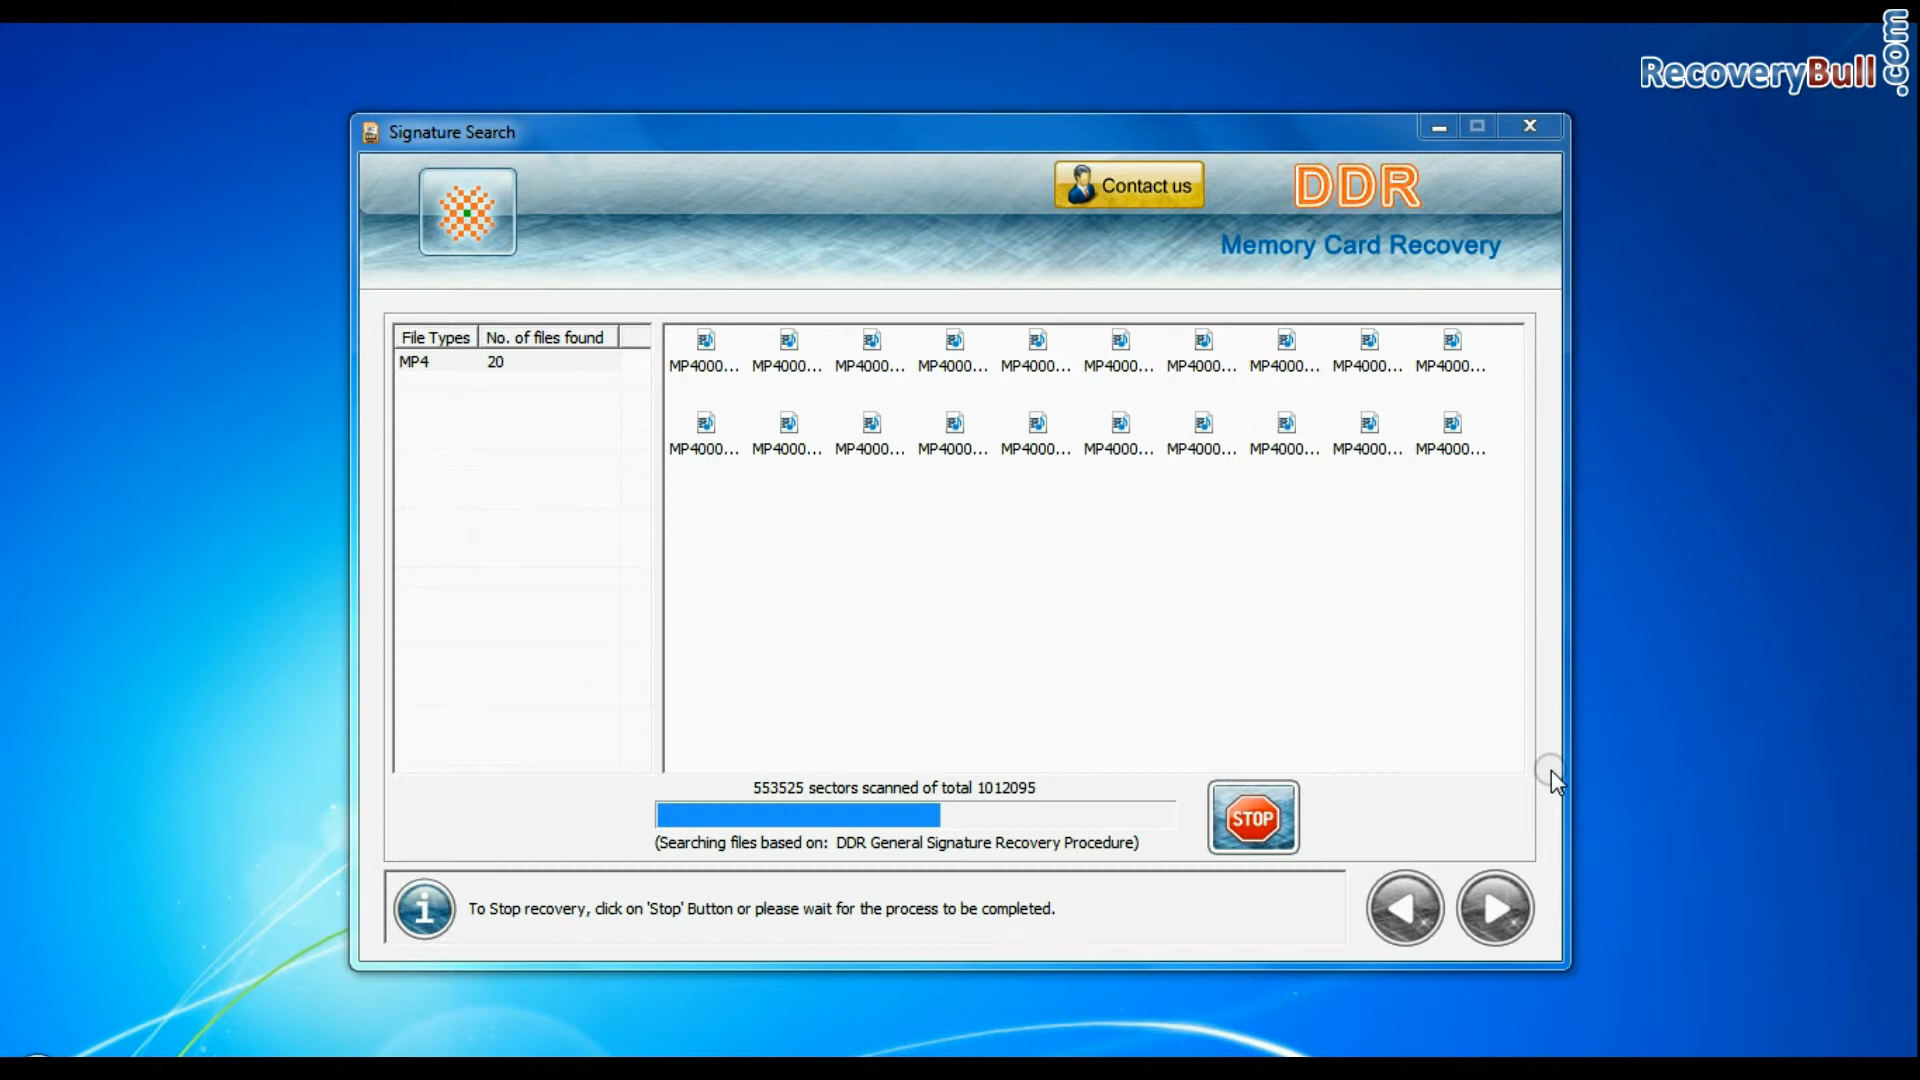 RecoveryBull.com
Signature Search
Contact us
DDR
Memory Card Recovery
File Types No. of files found
MP4 20
MP4000... MP4000... MP4000... MP4000... MP4000... MP4000... MP4000... MP4000... MP4000... MP4000...
MP4000... MP4000... MP4000... MP4000... MP4000... MP4000... MP4000... MP4000... MP4000... MP4000...
553525 sectors scanned of total 1012095
STOP
(Searching files based on: DDR General Signature Recovery Procedure)
To Stop recovery, click on 'Stop' Button or please wait for the process to be completed.